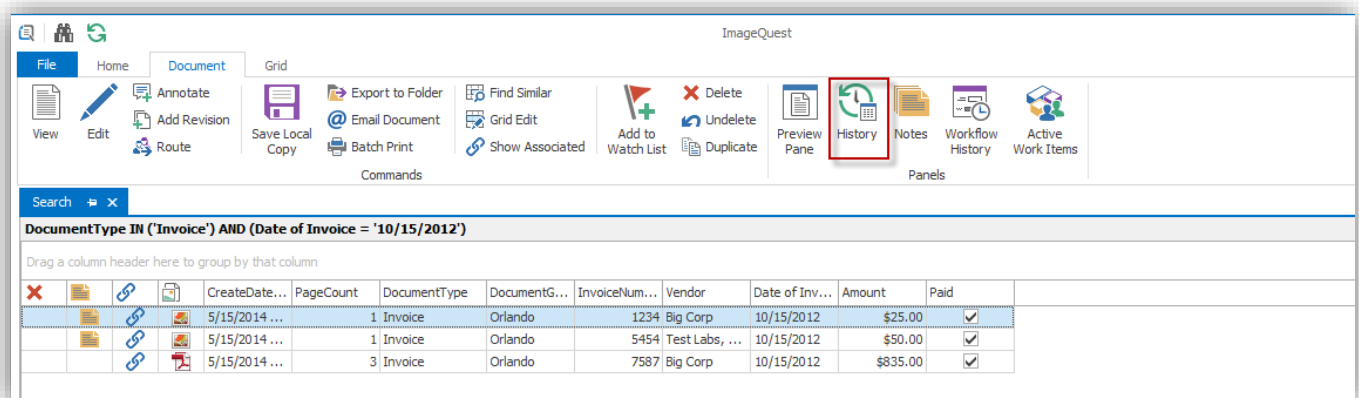 ImageQuest
File Home Document Grid
View
Edit
Annotate
Add Revision
Route
Save Local
Copy
Export to Folder
Email Document
Batch Print
Find Similar
Grid Edit
Show Associated
Add to
Watch List
Delete
Undelete
Duplicate
Preview
Pane
History
Notes
Workflow
History
Active
Work Items
Commands
Panels
Search
DocumentType IN ('Invoice') AND (Date of Invoice = '10/15/2012')
Drag a column header here to group by that column
CreateDate... PageCount DocumentType DocumentG... InvoiceNum... Vendor Date of Inv... Amount Paid
5/15/2014 ... 1 Invoice Orlando 1234 Big Corp 10/15/2012 $25.00
5/15/2014 ... 1 Invoice Orlando 5454 Test Labs, ... 10/15/2012 $50.00
5/15/2014 ... 3 Invoice Orlando 7587 Big Corp 10/15/2012 $835.00